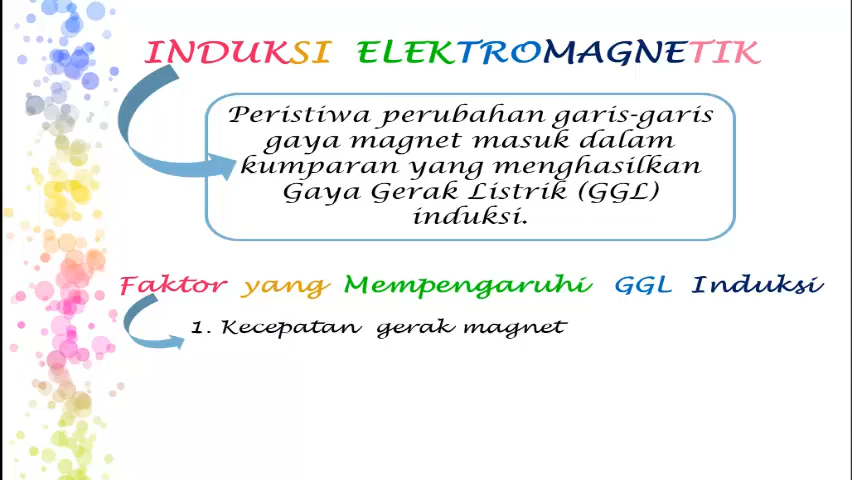 INDUKSI ELEKTROMAGNETIK
Peristiwa perubahan garis-garis
gaya magnet masuk dalam
kumparan yang menghasilkan
Gaya Gerak Listrik (GGL)
induksi.
Faktor yang Mempengaruhi GGL Induksi
1. Kecepatan gerak magnet